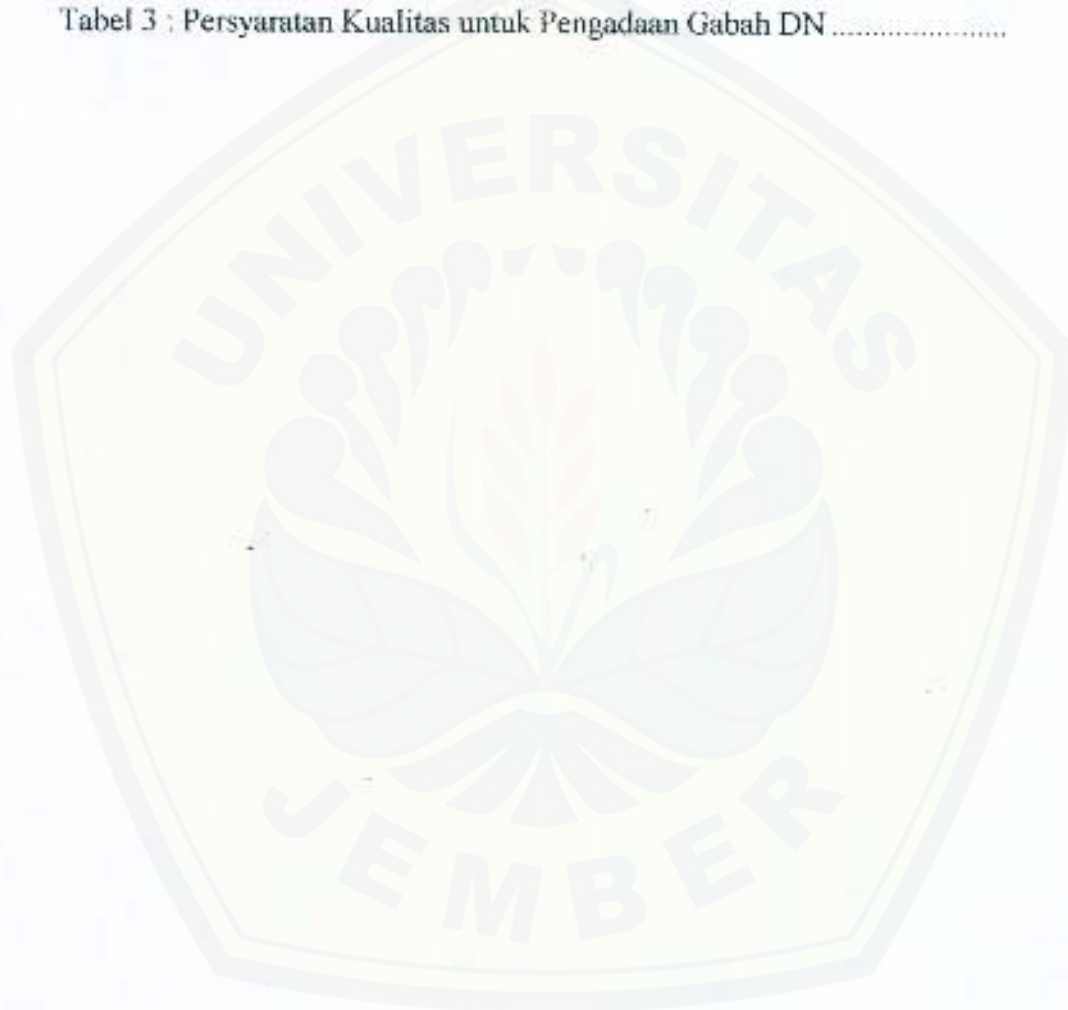 Tabel 3 : Persyaratan Kualitas untuk Pengadaan Gabah DN ......................
UNIVERSITAS
JEMBER